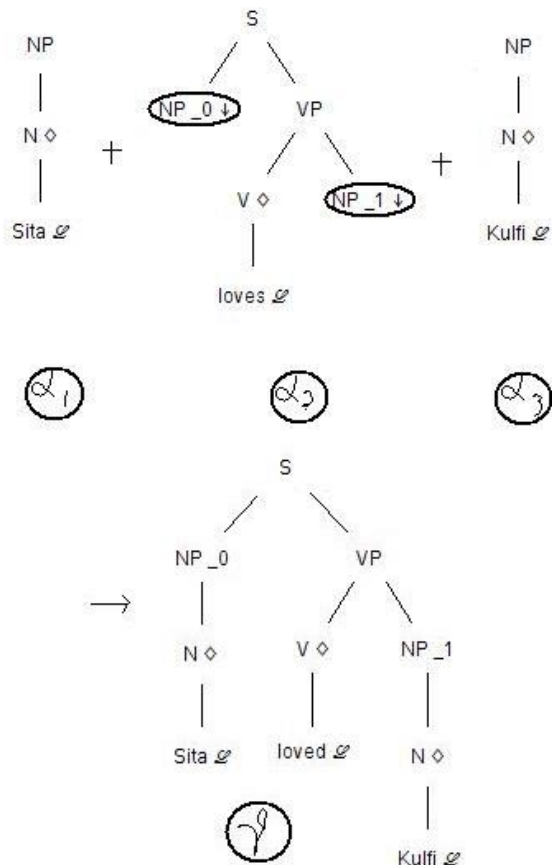 S
NP NP_0 ↓ VP NP
N ◇ + V ◇ NP_1 ↓ + N ◇
Sita ℒ loves ℒ Kulfi ℒ
α1 α2 α3
S
NP_0 VP
→ N ◇ V ◇ NP_1
Sita ℒ loved ℒ N ◇
γ Kulfi ℒ